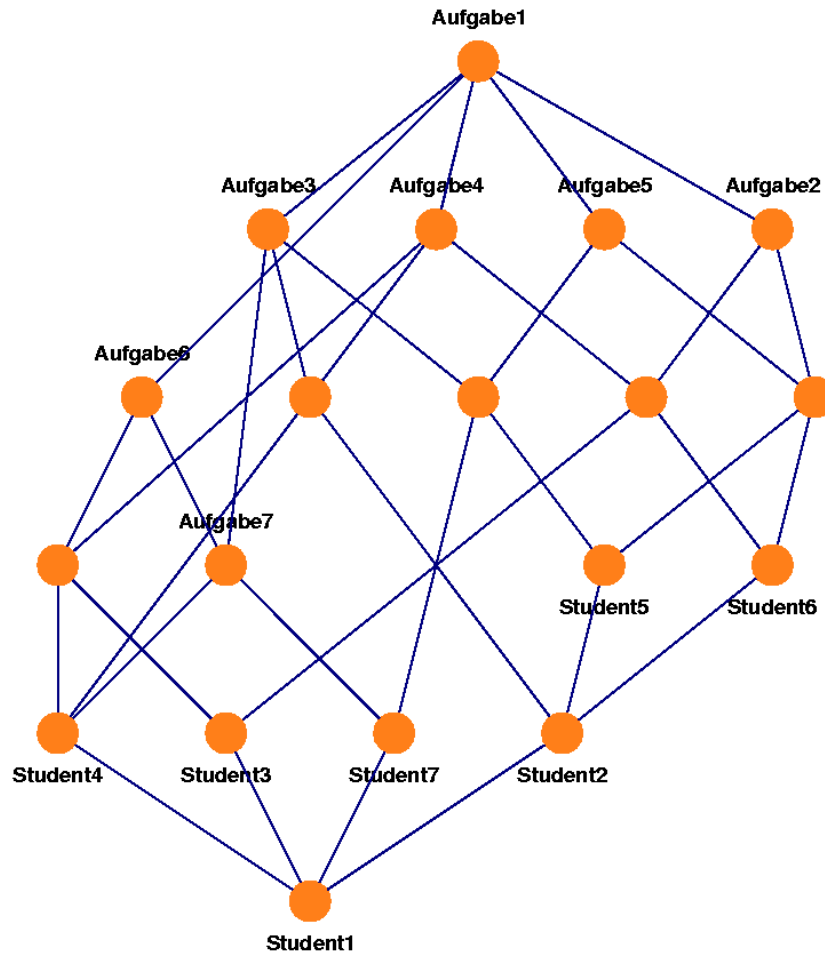 Aufgabe1
Aufgabe3 Aufgabe4 Aufgabe5 Aufgabe2
Aufgabe6
Aufgabe7
Student5 Student6
Student4 Student3 Student7 Student2
Student1